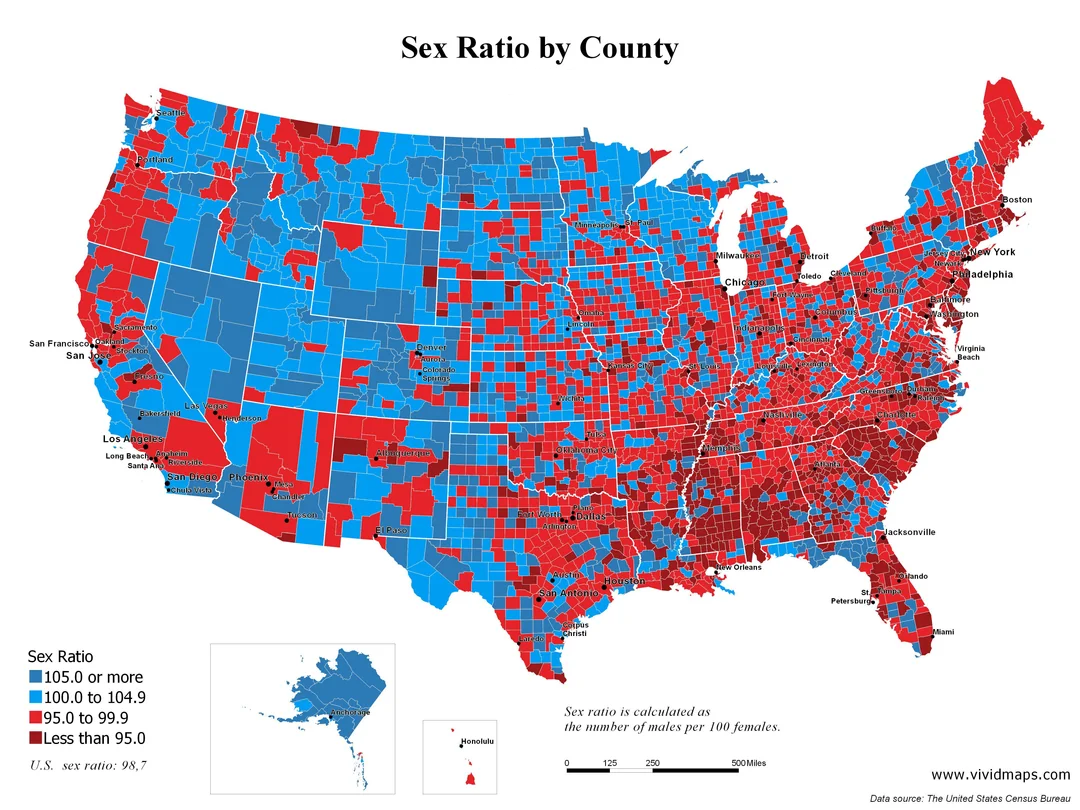 Sex Ratio by County
Seattle
Portland
Boston
Buffalo
Minneapolis
St. Paul
Milwaukee
Detroit
Jersey City
New York
Newark
Chicago
Toledo
Cleveland
Philadelphia
Fort Wayne
Pittsburgh
Omaha
Columbus
Baltimore
Lincoln
Indianapolis
Washington
Sacramento
San Francisco
Oakland
Stockton
San Jose
Denver
Aurora
Colorado
Springs
Cincinnati
Virginia
Beach
Kansas City
St. Louis
Louisville
Lexington
Fresno
Greensboro
Durham
Raleigh
Wichita
Las Vegas
Henderson
Bakersfield
Nashville
Charlotte
Los Angeles
Tulsa
Memphis
Long Beach
Anaheim
Santa Ana
Riverside
Albuquerque
Oklahoma City
Atlanta
San Diego
Chula Vista
Phoenix
Mesa
Chandler
Tucson
El Paso
Fort Worth
Plano
Dallas
Arlington
Jacksonville
New Orleans
Austin
Houston
San Antonio
Orlando
St.
Petersburg
Tampa
Corpus
Christi
Laredo
Miami
Sex Ratio
105.0 or more
100.0 to 104.9
95.0 to 99.9
Less than 95.0
U.S. sex ratio: 98,7
Anchorage
Honolulu
Sex ratio is calculated as
the number of males per 100 females.
0 125 250 500 Miles
www.vividmaps.com
Data source: The United States Census Bureau